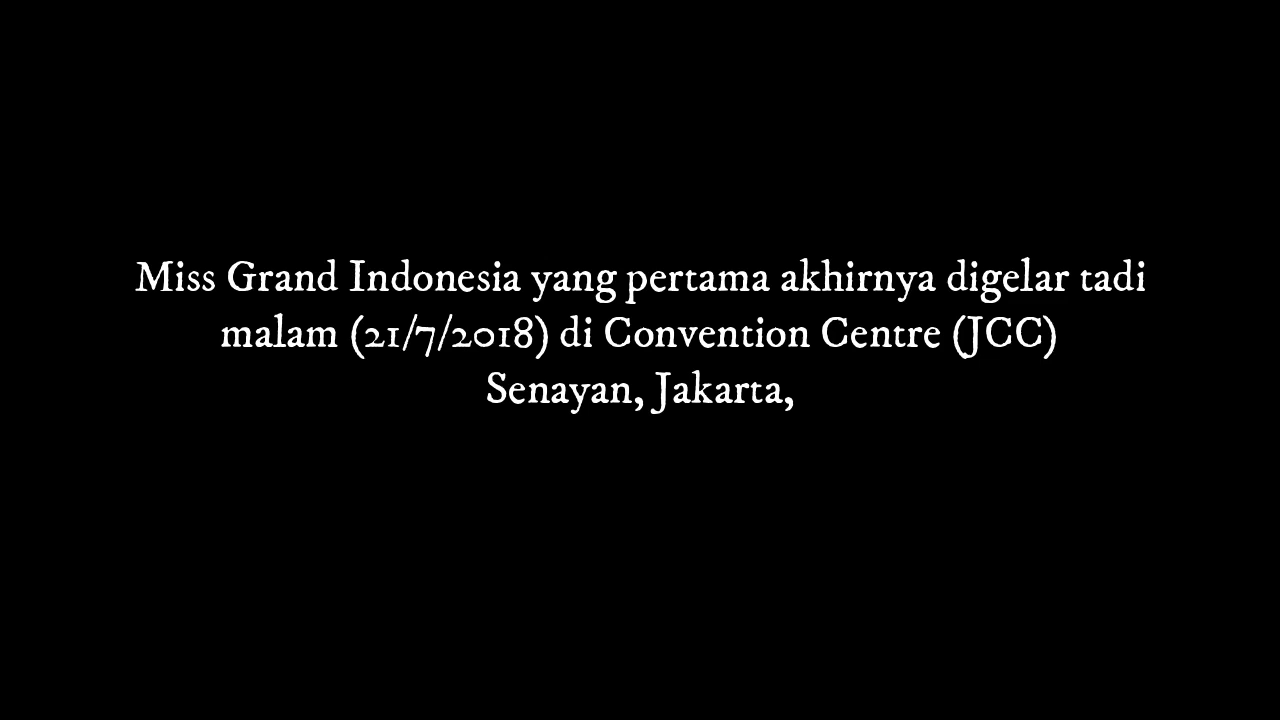 Miss Grand Indonesia yang pertama akhirnya digelar tadi
malam (21/7/2018) di Convention Centre (JCC)
Senayan, Jakarta,